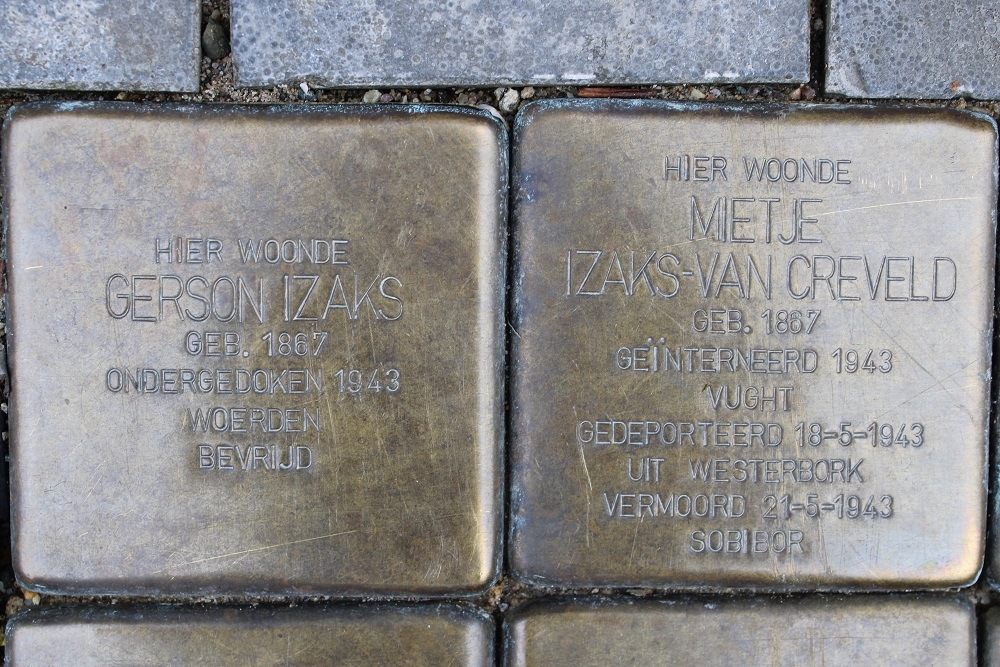 HIER WOONDE
GERSON IZAKS
GEB. 1867
ONDERGEDOKEN 1943
WOERDEN
BEVRIJD
HIER WOONDE
MIETJE
IZAKS-VAN CREVELD
GEB. 1867
GEÏNTERNEERD 1943
VUGHT
GEDEPORTEERD 18-5-1943
UIT WESTERBORK
VERMOORD 21-5-1943
SOBIBOR